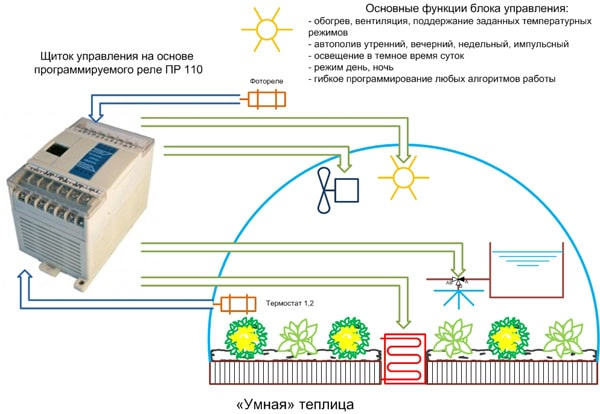 Основные функции блока управления:
- обогрев, вентиляция, поддержание заданных температурных
режимов
- автополив утренний, вечерний, недельный, импульсный
- освещение в темное время суток
- режим день, ночь
- гибкое программирование любых алгоритмов работы
Щиток управления на основе
программируемого реле ПР 110
Фотореле
Термостат 1,2
«Умная» теплица